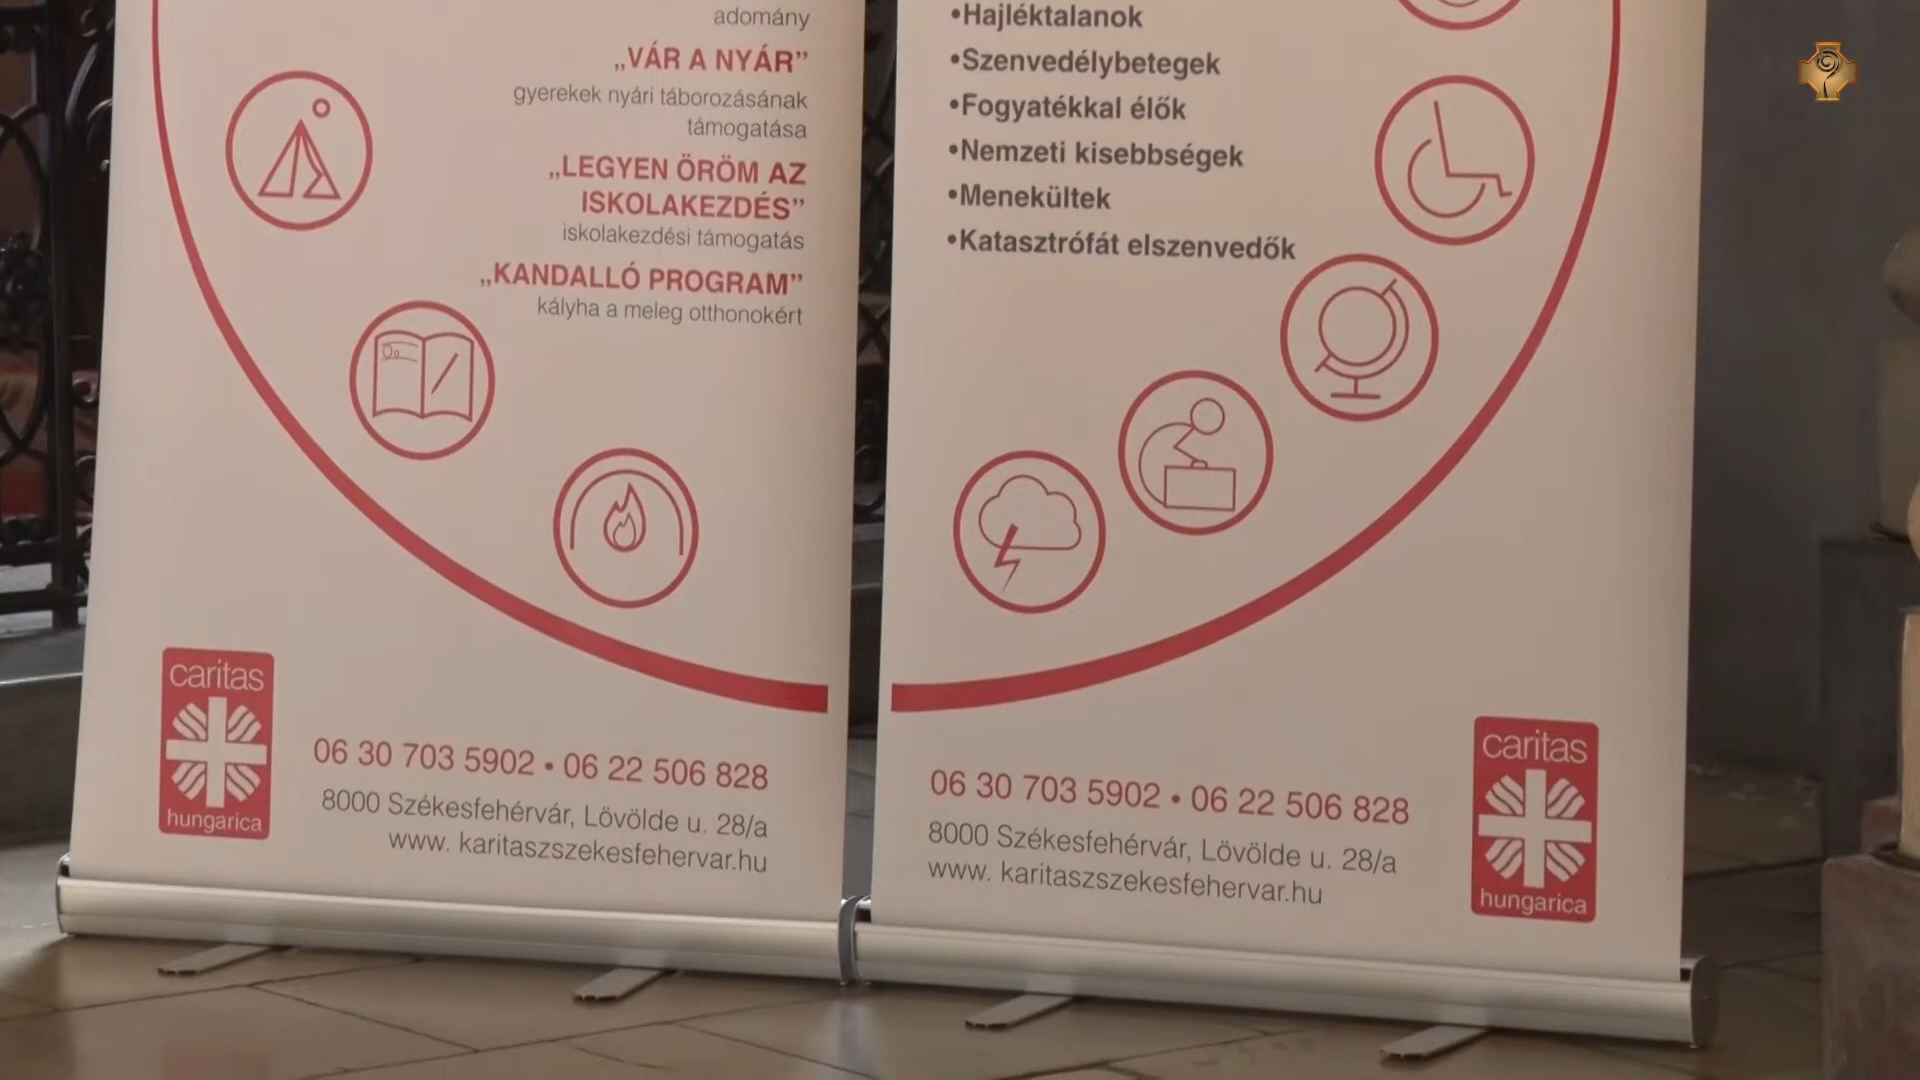 adomány
„VÁR A NYÁR”
gyerekek nyári táborozásának
támogatása
„LEGYEN ÖRÖM AZ
ISKOLAKEZDÉS”
iskolakezdési támogatás
„KANDALLÓ PROGRAM”
kályha a meleg otthonokért
caritas
hungarica
06 30 703 5902 • 06 22 506 828
8000 Székesfehérvár, Lövölde u. 28/a
www. karitaszszekesfehervar.hu
•Hajléktalanok
•Szenvedélybetegek
•Fogyatékkal élők
•Nemzeti kisebbségek
•Menekültek
•Katasztrófát elszenvedők
06 30 703 5902 • 06 22 506 828
8000 Székesfehérvár, Lövölde u. 28/a
www. karitaszszekesfehervar.hu
caritas
hungarica